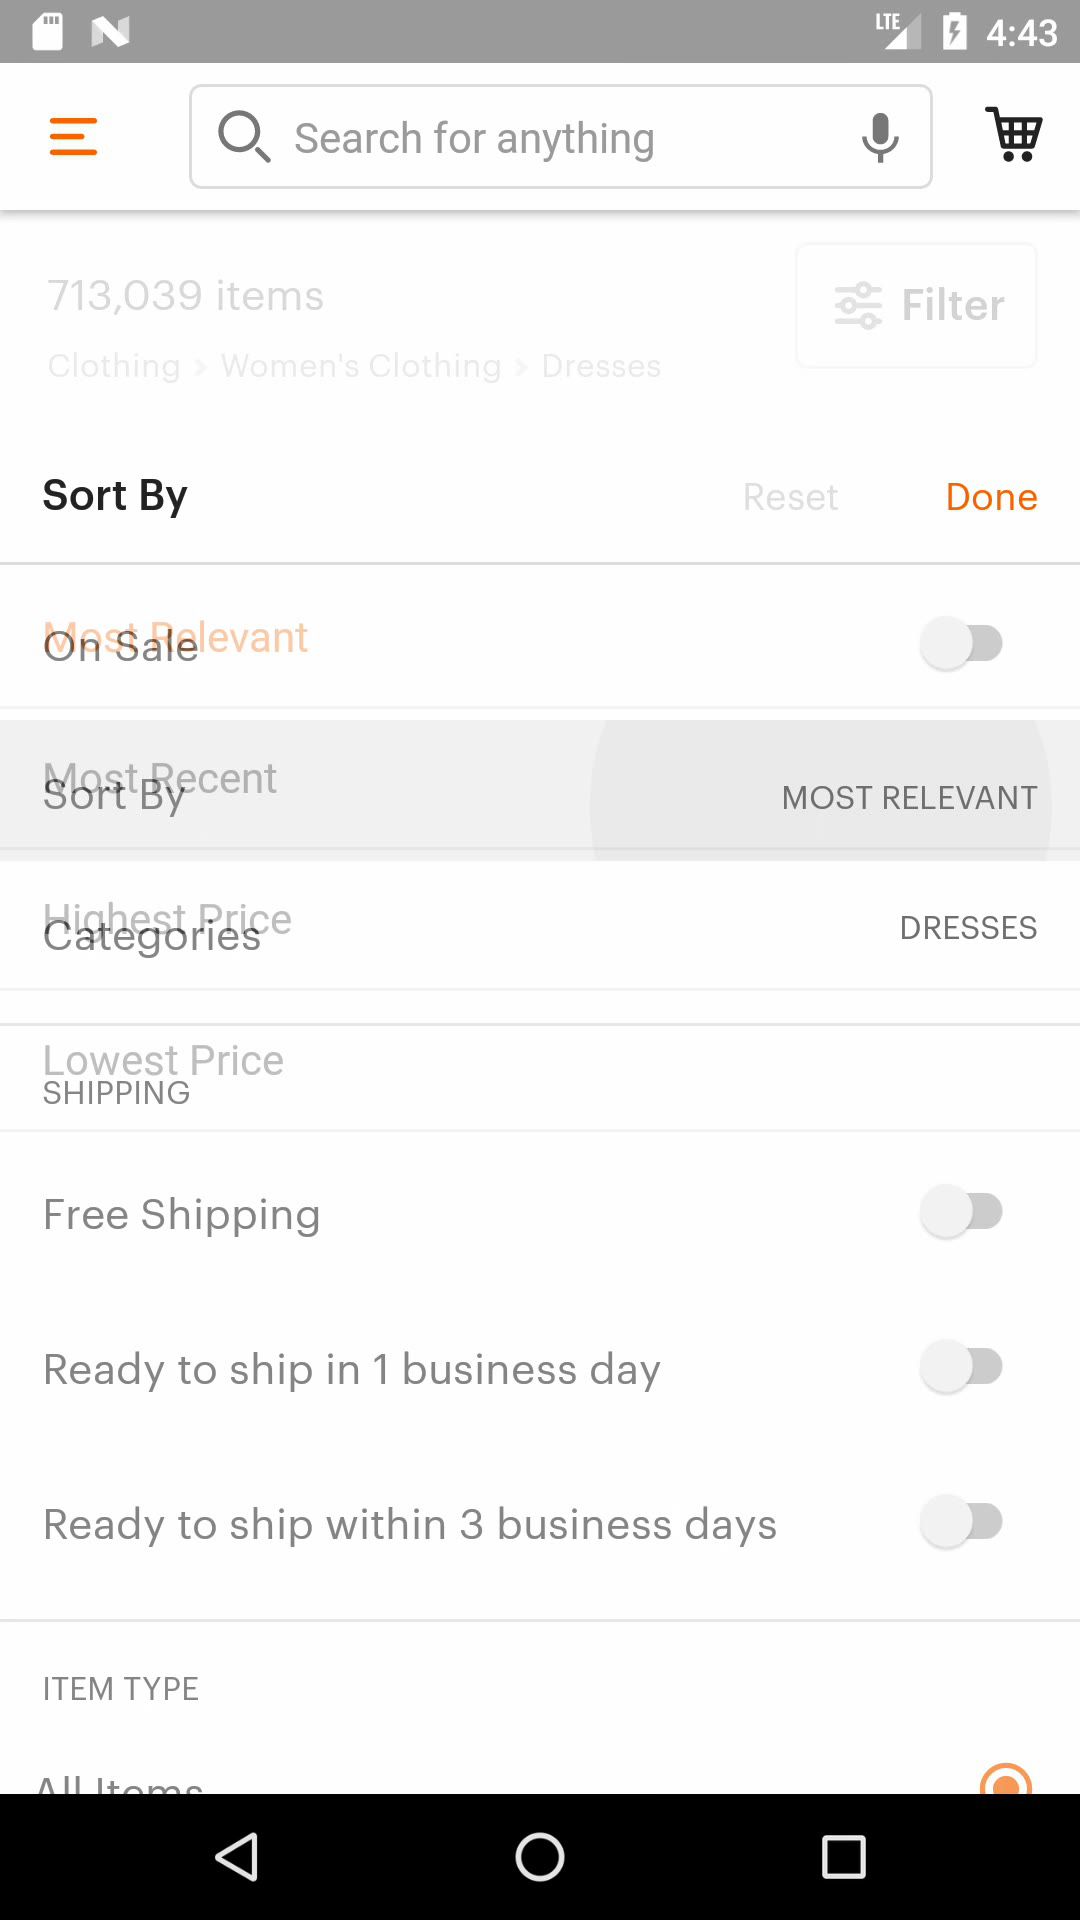 LTE 4:43
Search for anything
713,039 items
Filter
Clothing > Women's Clothing > Dresses
Sort By Reset Done
Most Relevant
On Sale
Most Recent
Sort By MOST RELEVANT
Highest Price
Categories DRESSES
Lowest Price
SHIPPING
Free Shipping
Ready to ship in 1 business day
Ready to ship within 3 business days
ITEM TYPE
All Items